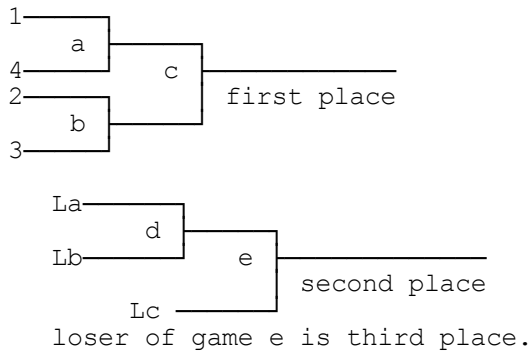 1
a
4
c
first place
2
b
3
La
d
Lb
e
second place
Lc
loser of game e is third place.